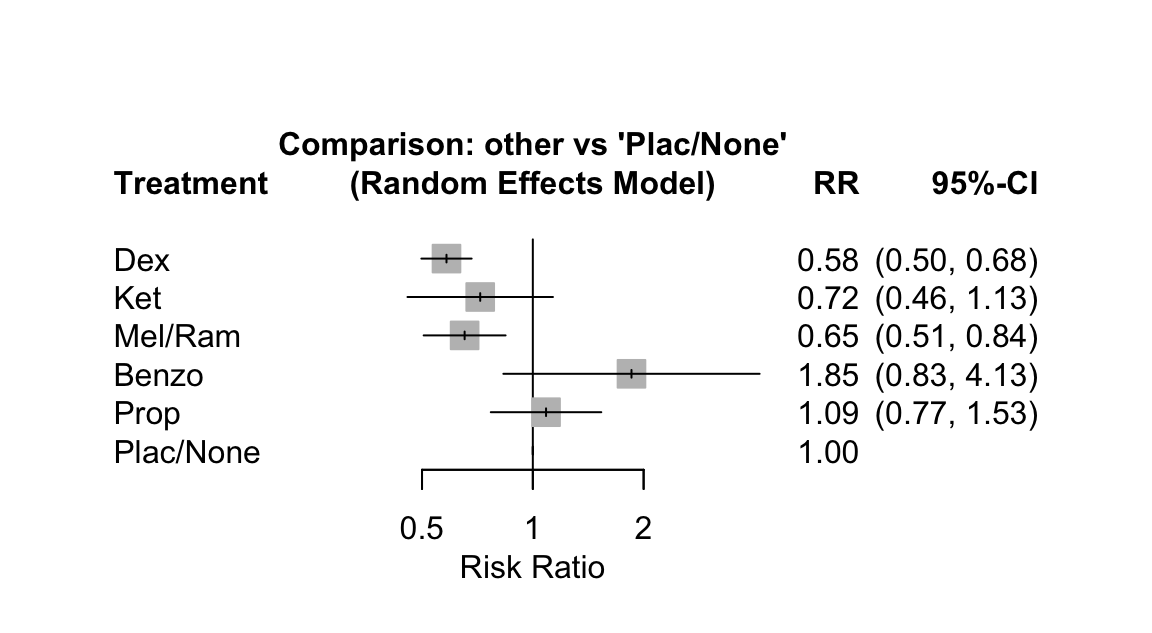 Comparison: other vs 'Plac/None'
Treatment (Random Effects Model) RR 95%-CI
Dex 0.58 (0.50, 0.68)
Ket 0.72 (0.46, 1.13)
Mel/Ram 0.65 (0.51, 0.84)
Benzo 1.85 (0.83, 4.13)
Prop 1.09 (0.77, 1.53)
Plac/None 1.00
0.5 1 2
Risk Ratio